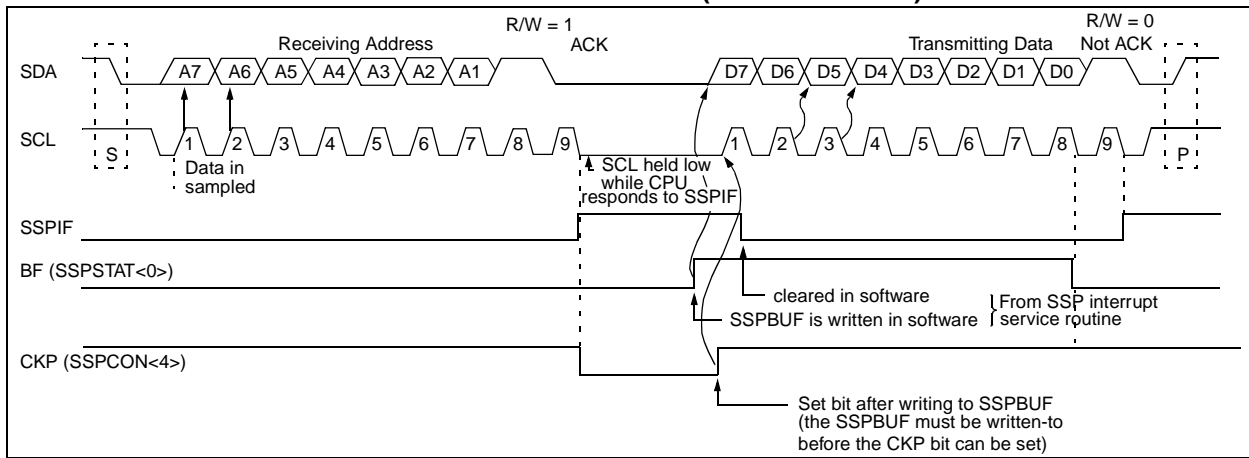 R/W = 1
R/W = 0
Receiving Address
ACK
Transmitting Data
Not ACK
SDA
A7
A6
A5
A4
A3
A2
A1
D7
D6
D5
D4
D3
D2
D1
D0
SCL
S
1
2
3
4
5
6
7
8
9
1
2
3
4
5
6
7
8
9
P
Data in
sampled
SCL held low
while CPU
responds to SSPIF
SSPIF
BF (SSPSTAT<0>)
cleared in software
SSPBUF is written in software
From SSP interrupt
service routine
CKP (SSPCON<4>)
Set bit after writing to SSPBUF
(the SSPBUF must be written-to
before the CKP bit can be set)